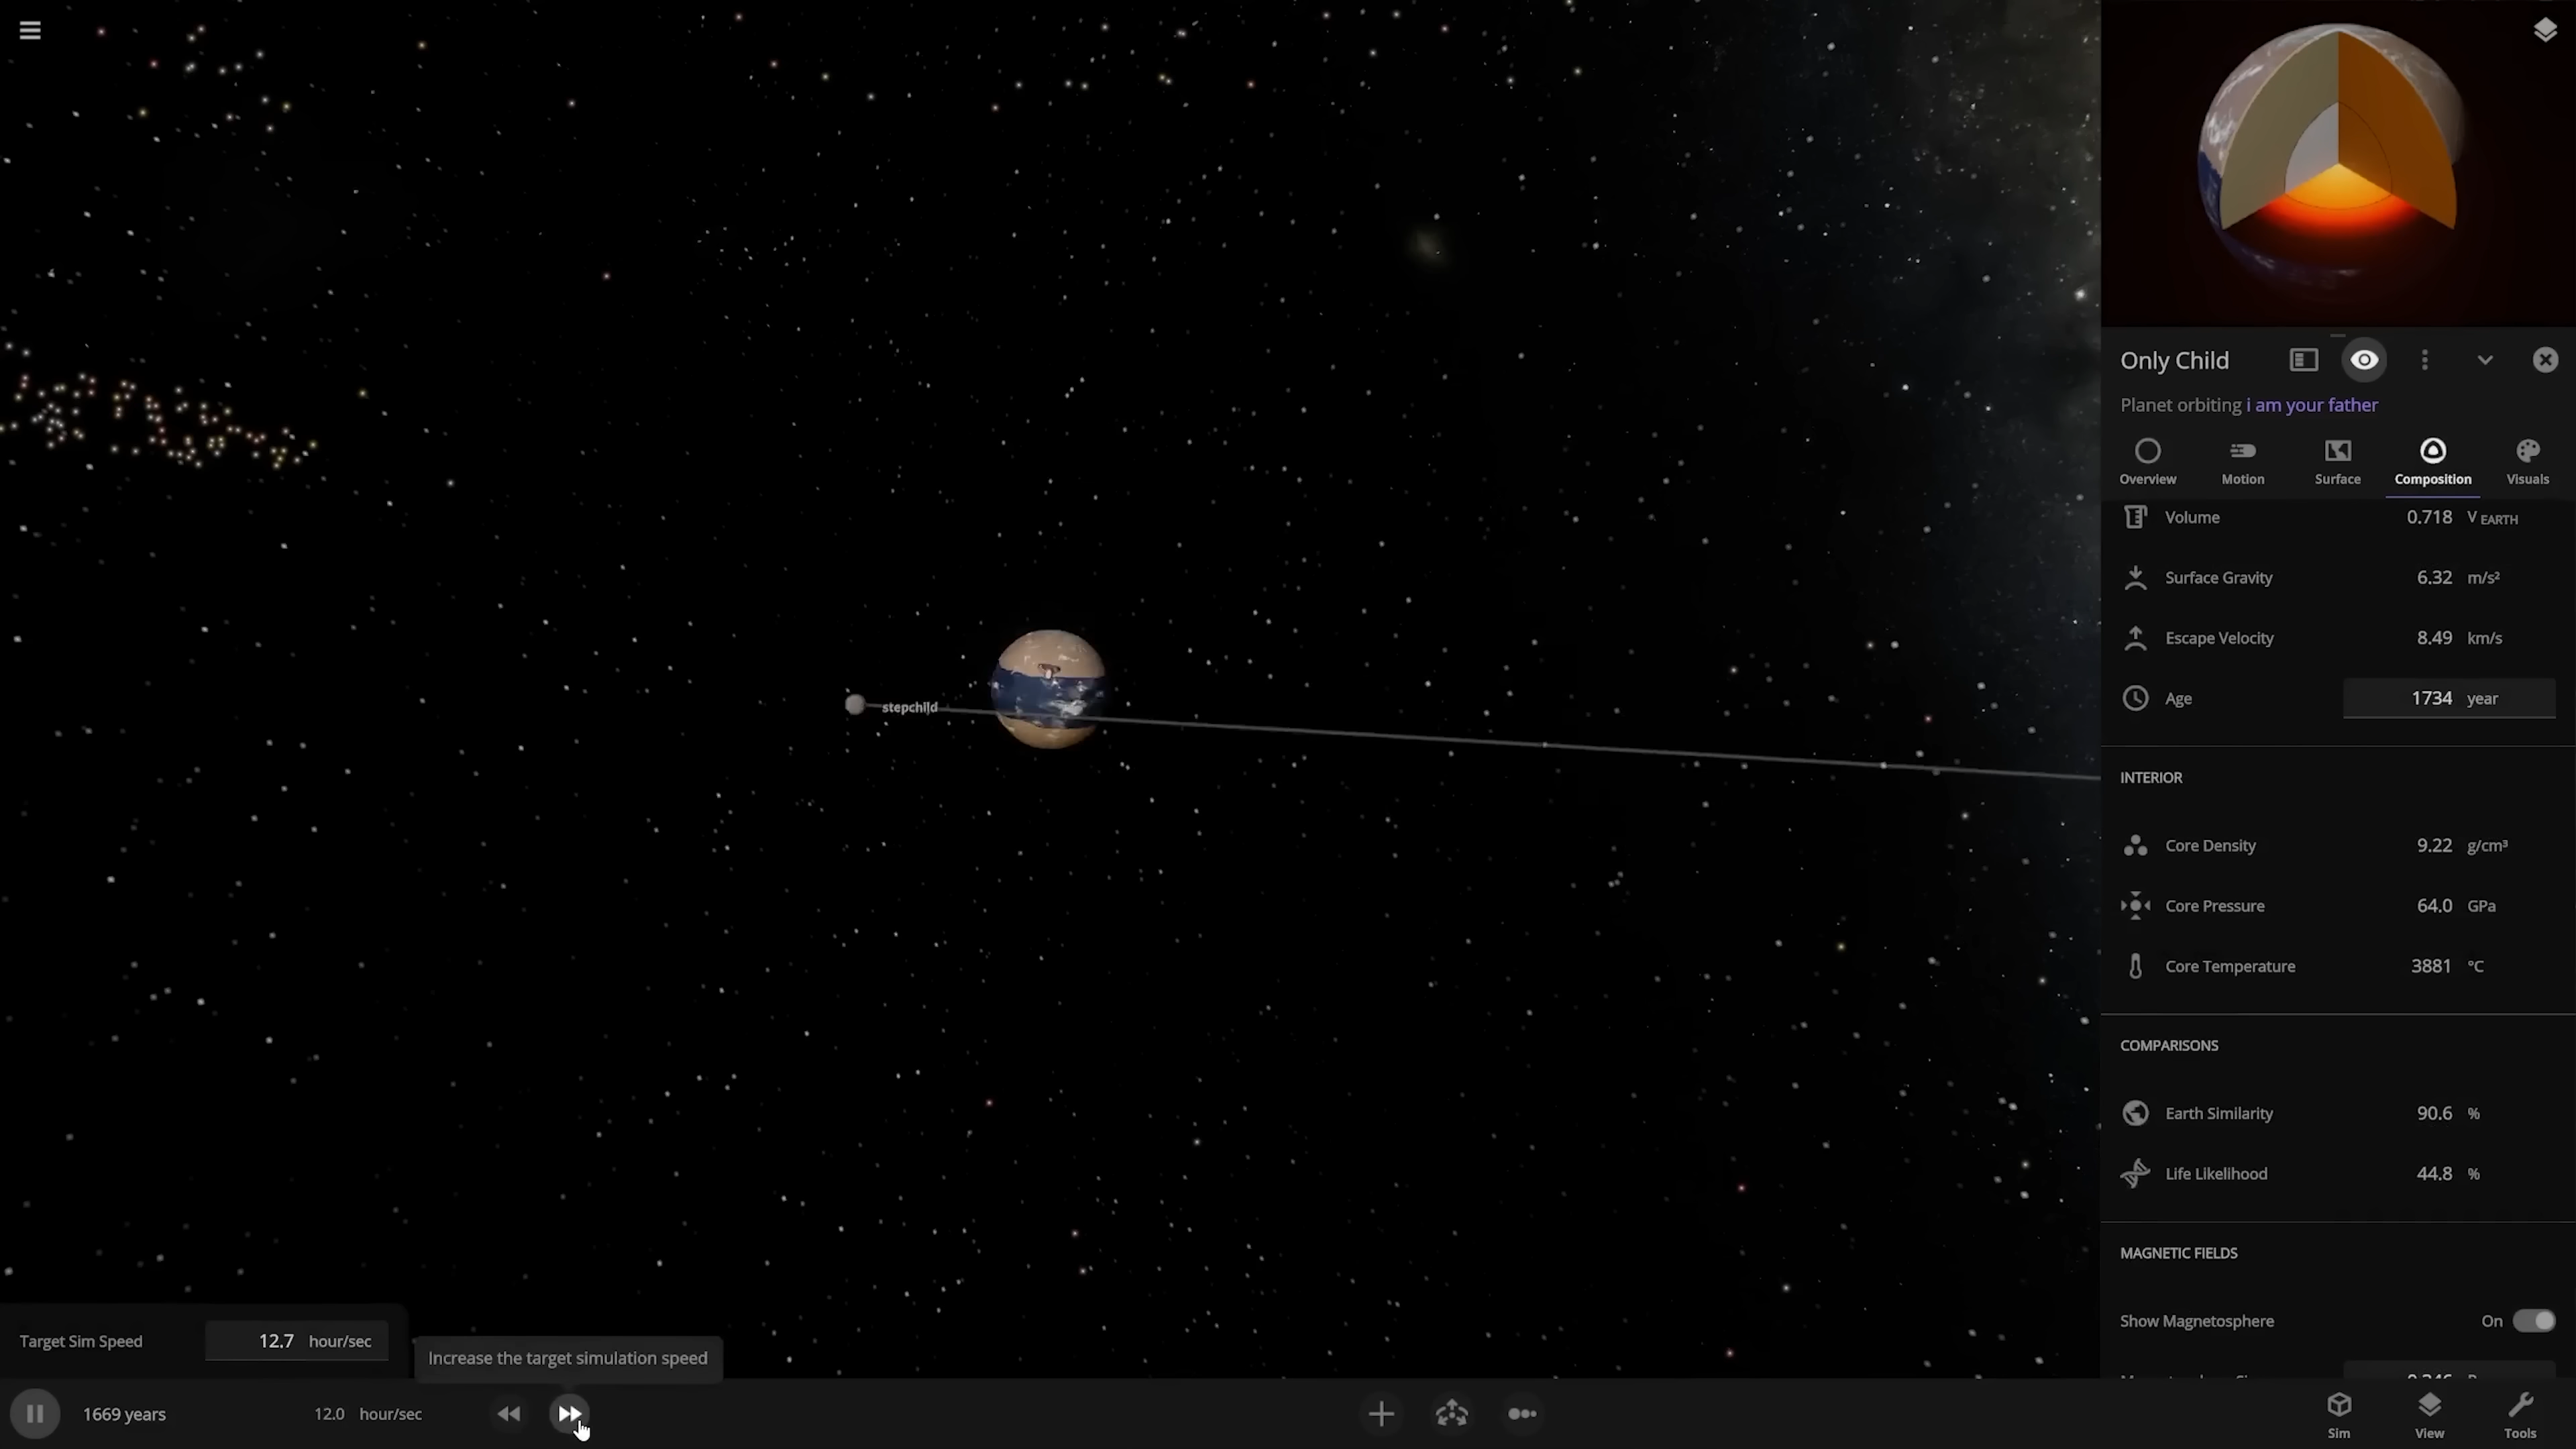 Only Child
Planet orbiting i am your father
Overview Motion Surface Composition Visuals
Volume 0.718 V EARTH
Surface Gravity 6.32 m/s²
Escape Velocity 8.49 km/s
stepchild
Age 1734 year
INTERIOR
Core Density 9.22 g/cm³
Core Pressure 64.0 GPa
Core Temperature 3881 °C
COMPARISONS
Earth Similarity 90.6 %
Life Likelihood 44.8 %
MAGNETIC FIELDS
Show Magnetosphere On
Target Sim Speed 12.7 hour/sec
Increase the target simulation speed
1669 years 12.0 hour/sec
Sim View Tools